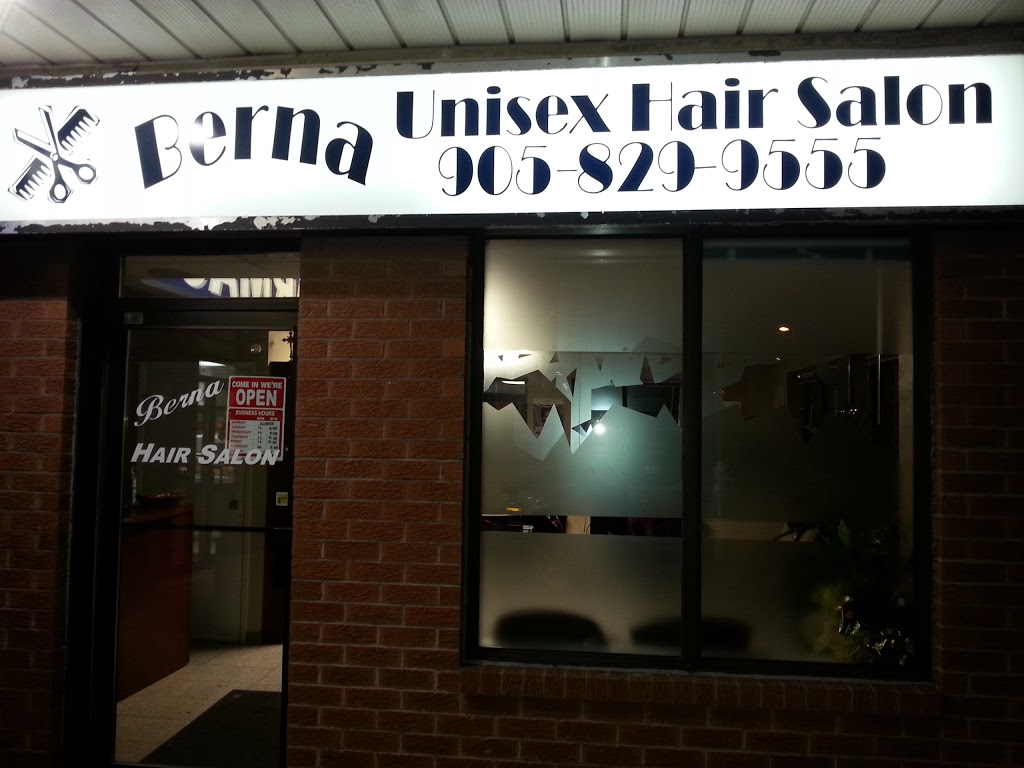 Berna Unisex Hair Salon
905-829-9555
Berna
HAIR SALON
COME IN WE'RE
OPEN
BUSINESS HOURS